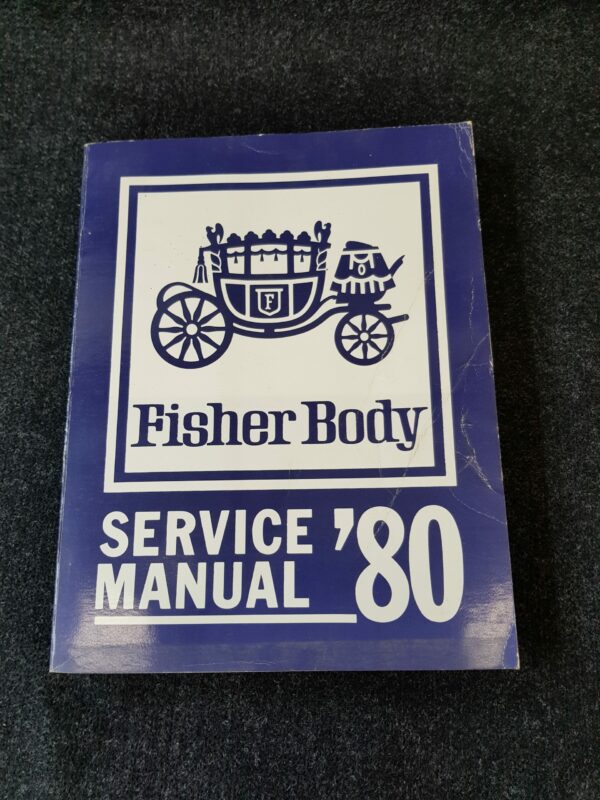 F
Fisher Body
SERVICE
MANUAL '80